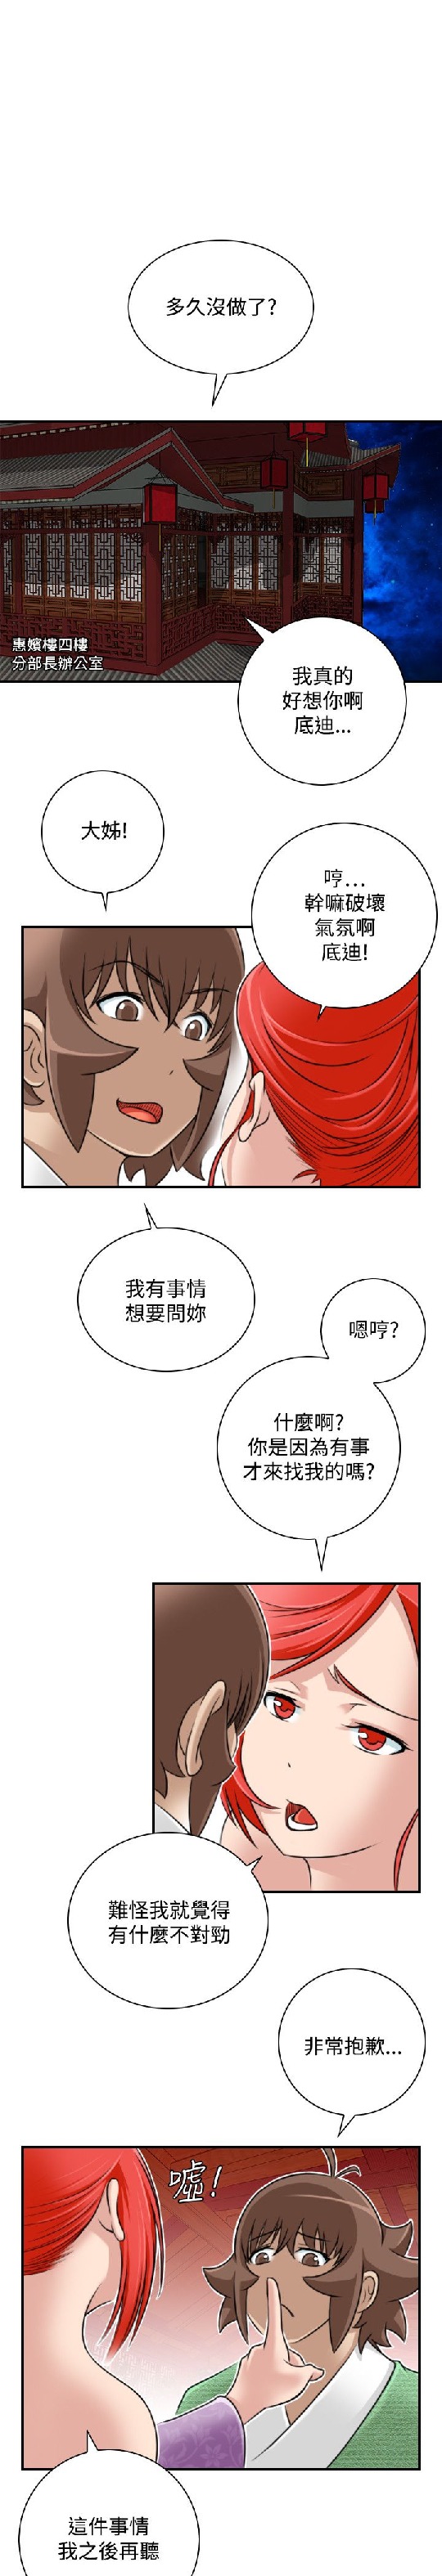 多久沒做了?
惠嬪樓四樓
分部長辦公室
我真的
好想你啊
底迪...
大姊!
哼...
幹嘛破壞
氣氛啊
底迪!
我有事情
想要問妳
嗯哼?
什麼啊?
你是因為有事
才來找我的嗎?
難怪我就覺得
有什麼不對勁
非常抱歉...
噓!
這件事情
我之後再聽